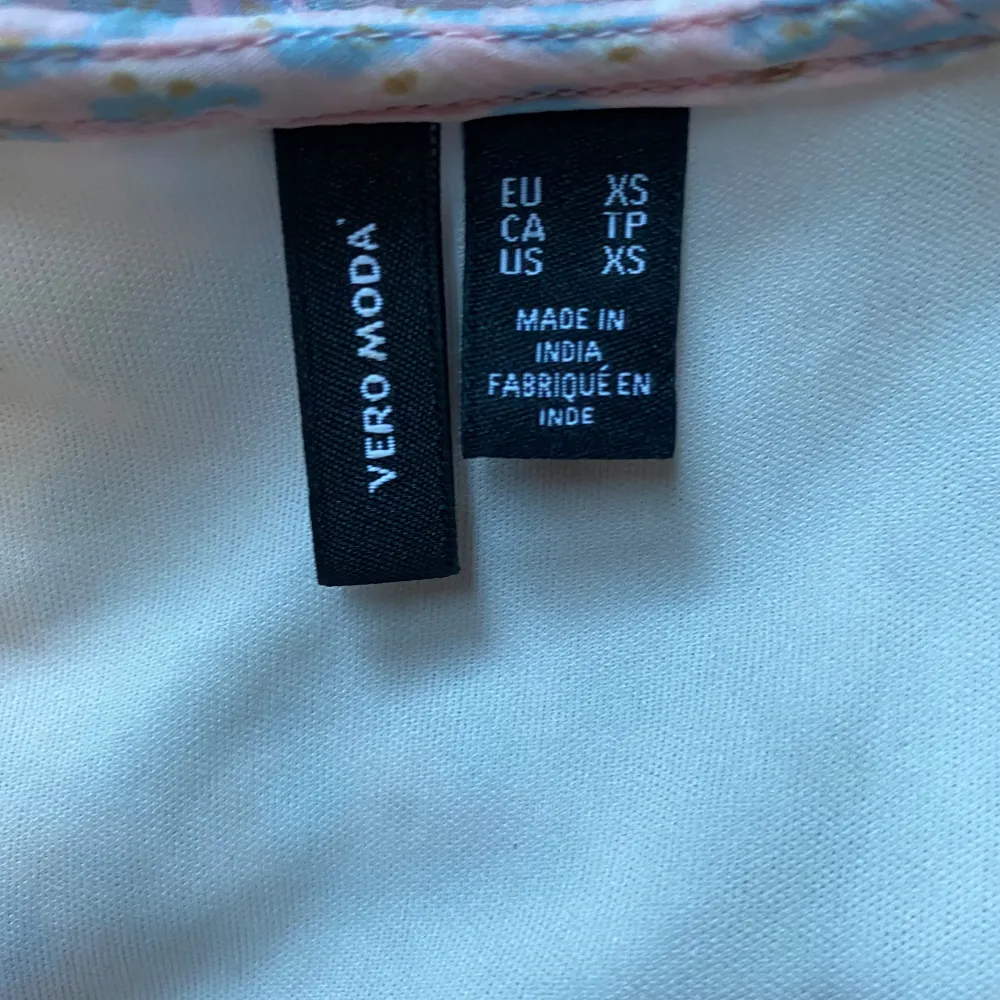 VERO MODA
EU XS
CA TP
US XS
MADE IN
INDIA
FABRIQUÉ EN
INDE